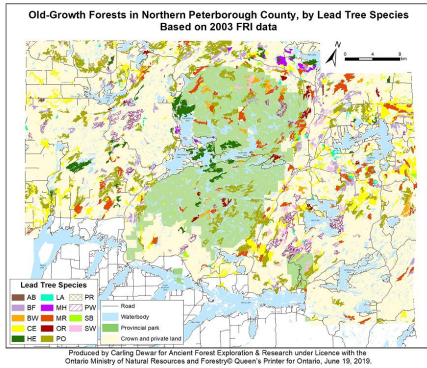 Old-Growth Forests in Northern Peterborough County, by Lead Tree Species
Based on 2003 FRI data
N
0 4 8
km
Lead Tree Species
AB LA PR
BF MH PW
BW MR SB
CE OR SW
HE PO
Road
Waterbody
Provincial park
Crown and private land
Produced by Carling Dewar for Ancient Forest Exploration & Research under Licence with the
Ontario Ministry of Natural Resources and Forestry© Queen's Printer for Ontario, June 19, 2019.